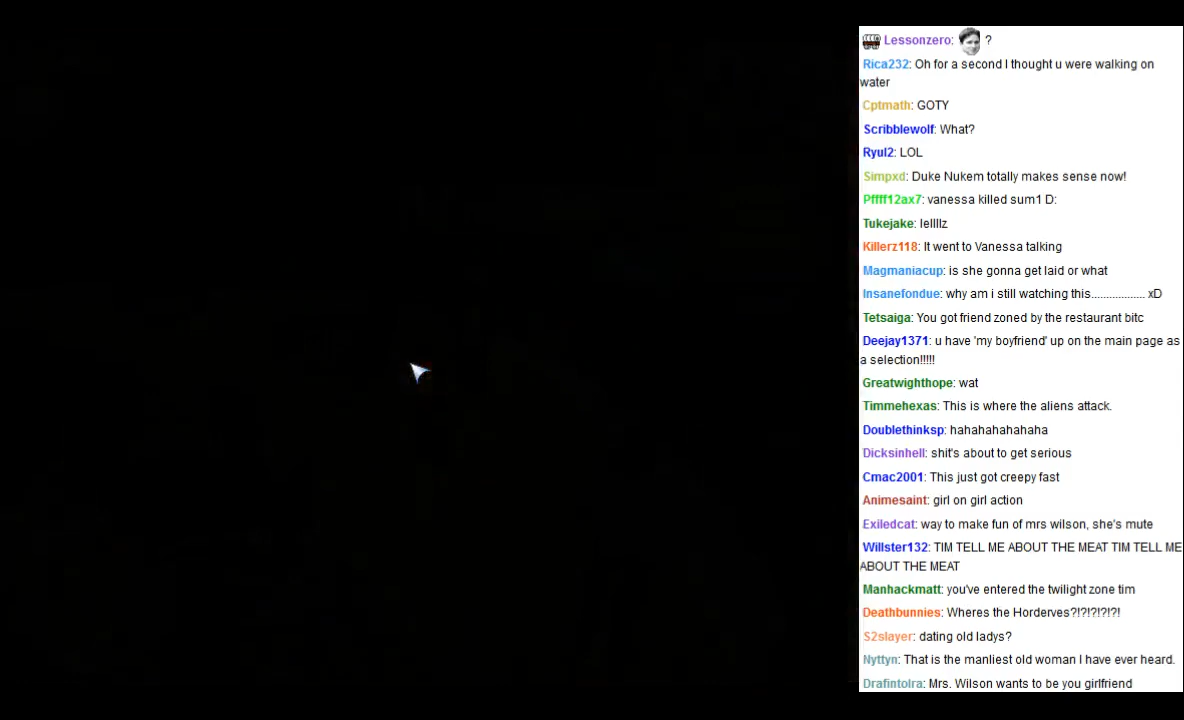 Lessonzero: ?
Rica232: Oh for a second I thought u were walking on
water
Cptmath: GOTY
Scribblewolf: What?
Ryul2: LOL
Simpxd: Duke Nukem totally makes sense now!
Pffff12ax7: vanessa killed sum1 D:
Tukejake: lellllz
Killerz118: It went to Vanessa talking
Magmaniacup: is she gonna get laid or what
Insanefondue: why am i still watching this.................. xD
Tetsaiga: You got friend zoned by the restaurant bitc
Deejay1371: u have 'my boyfriend' up on the main page as
a selection!!!!!
Greatwighthope: wat
Timmehexas: This is where the aliens attack.
Doublethinksp: hahahahahahaha
Dicksinhell: shit's about to get serious
Cmac2001: This just got creepy fast
Animesaint: girl on girl action
Exiledcat: way to make fun of mrs wilson, she's mute
Willster132: TIM TELL ME ABOUT THE MEAT TIM TELL ME
ABOUT THE MEAT
Manhackmatt: you've entered the twilight zone tim
Deathbunnies: Wheres the Horderves?!?!?!?!?!
S2slayer: dating old ladys?
Nyttyn: That is the manliest old woman I have ever heard.
Drafintolra: Mrs. Wilson wants to be you girlfriend